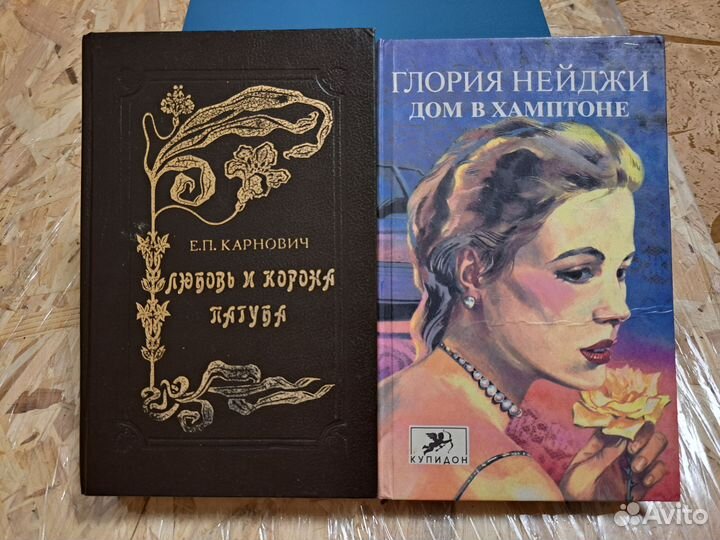 Е.П. КАРНОВИЧ
ЛЮБОВЬ И КОРОНА
ПАГУБА
ГЛОРИЯ НЕЙДЖИ
ДОМ В ХАМПТОНЕ
КУПИДОН
Avito